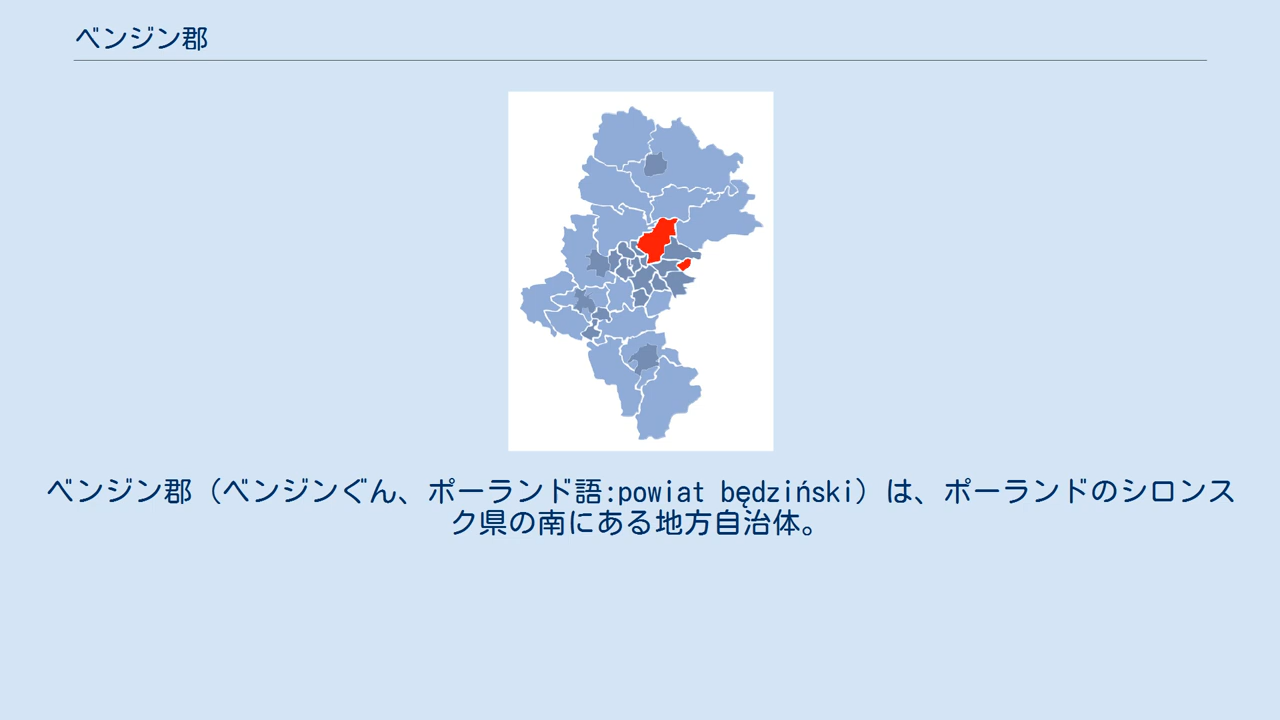 ベンジン郡
ベンジン郡（ベンジンぐん、ポーランド語:powiat będziński）は、ポーランドのシロンス
ク県の南にある地方自治体。